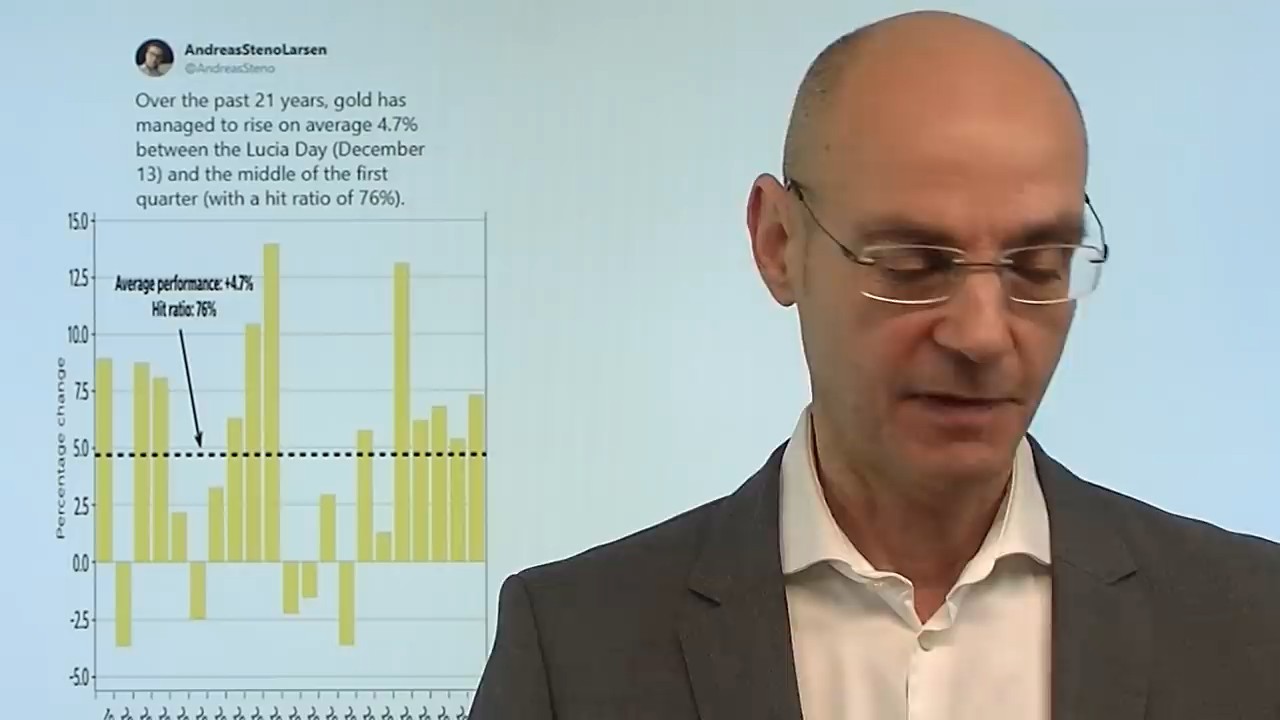 AndreasStenoLarsen
@AndreasSteno
Over the past 21 years, gold has
managed to rise on average 4.7%
between the Lucia Day (December
13) and the middle of the first
quarter (with a hit ratio of 76%).
15.0
12.5
Average performance: +4.7%
Hit ratio: 76%
10.0
7.5
5.0
2.5
0.0
-2.5
-5.0
Percentage change